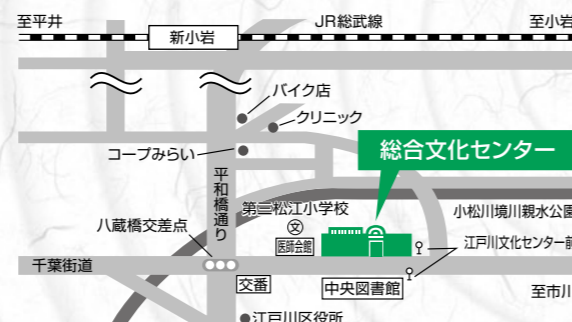 至平井
JR総武線
至小岩
新小岩
バイク店
クリニック
コープみらい
総合文化センター
平和橋通り
第二松江小学校
文
小松川境川親水公園
八蔵橋交差点
医師会館
江戸川文化センター前
千葉街道
交番
中央図書館
至市川
江戸川区役所